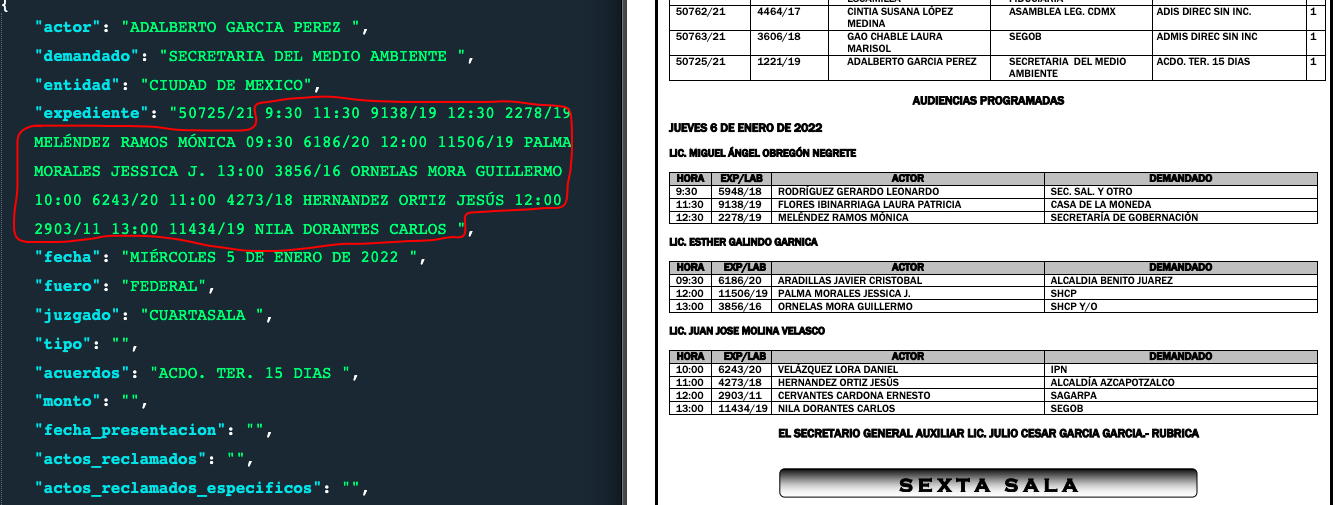 {
"actor": "ADALBERTO GARCIA PEREZ ",
"demandado": "SECRETARIA DEL MEDIO AMBIENTE ",
"entidad": "CIUDAD DE MEXICO",
"expediente": "50725/21 9:30 11:30 9138/19 12:30 2278/19
MELÉNDEZ RAMOS MÓNICA 09:30 6186/20 12:00 11506/19 PALMA
MORALES JESSICA J. 13:00 3856/16 ORNELAS MORA GUILLERMO
10:00 6243/20 11:00 4273/18 HERNANDEZ ORTIZ JESÚS 12:00
2903/11 13:00 11434/19 NILA DORANTES CARLOS ",
"fecha": "MIÉRCOLES 5 DE ENERO DE 2022 ",
"fuero": "FEDERAL",
"juzgado": "CUARTASALA ",
"tipo": "",
"acuerdos": "ACDO. TER. 15 DIAS ",
"monto": "",
"fecha_presentacion": "",
"actos_reclamados": "",
"actos_reclamados_especificos": "",
50762/21 4464/17 CINTIA SUSANA LÓPEZ MEDINA ASAMBLEA LEG. CDMX ADIS DIREC SIN INC. 1
50763/21 3606/18 GAO CHABLE LAURA MARISOL SEGOB ADMIS DIREC SIN INC 1
50725/21 1221/19 ADALBERTO GARCIA PEREZ SECRETARIA DEL MEDIO AMBIENTE ACDO. TER. 15 DIAS 1
AUDIENCIAS PROGRAMADAS
JUEVES 6 DE ENERO DE 2022
LIC. MIGUEL ÁNGEL OBREGÓN NEGRETE
HORA EXP/LAB ACTOR DEMANDADO
9:30 5948/18 RODRÍGUEZ GERARDO LEONARDO SEC. SAL. Y OTRO
11:30 9138/19 FLORES IBINARRIAGA LAURA PATRICIA CASA DE LA MONEDA
12:30 2278/19 MELÉNDEZ RAMOS MÓNICA SECRETARÍA DE GOBERNACIÓN
LIC. ESTHER GALINDO GARNICA
HORA EXP/LAB ACTOR DEMANDADO
09:30 6186/20 ARADILLAS JAVIER CRISTOBAL ALCALDIA BENITO JUAREZ
12:00 11506/19 PALMA MORALES JESSICA J. SHCP
13:00 3856/16 ORNELAS MORA GUILLERMO SHCP Y/O
LIC. JUAN JOSE MOLINA VELASCO
HORA EXP/LAB ACTOR DEMANDADO
10:00 6243/20 VELÁZQUEZ LORA DANIEL IPN
11:00 4273/18 HERNANDEZ ORTIZ JESÚS ALCALDÍA AZCAPOTZALCO
12:00 2903/11 CERVANTES CARDONA ERNESTO SAGARPA
13:00 11434/19 NILA DORANTES CARLOS SEGOB
EL SECRETARIO GENERAL AUXILIAR LIC. JULIO CESAR GARCIA GARCIA.- RUBRICA
SEXTA SALA